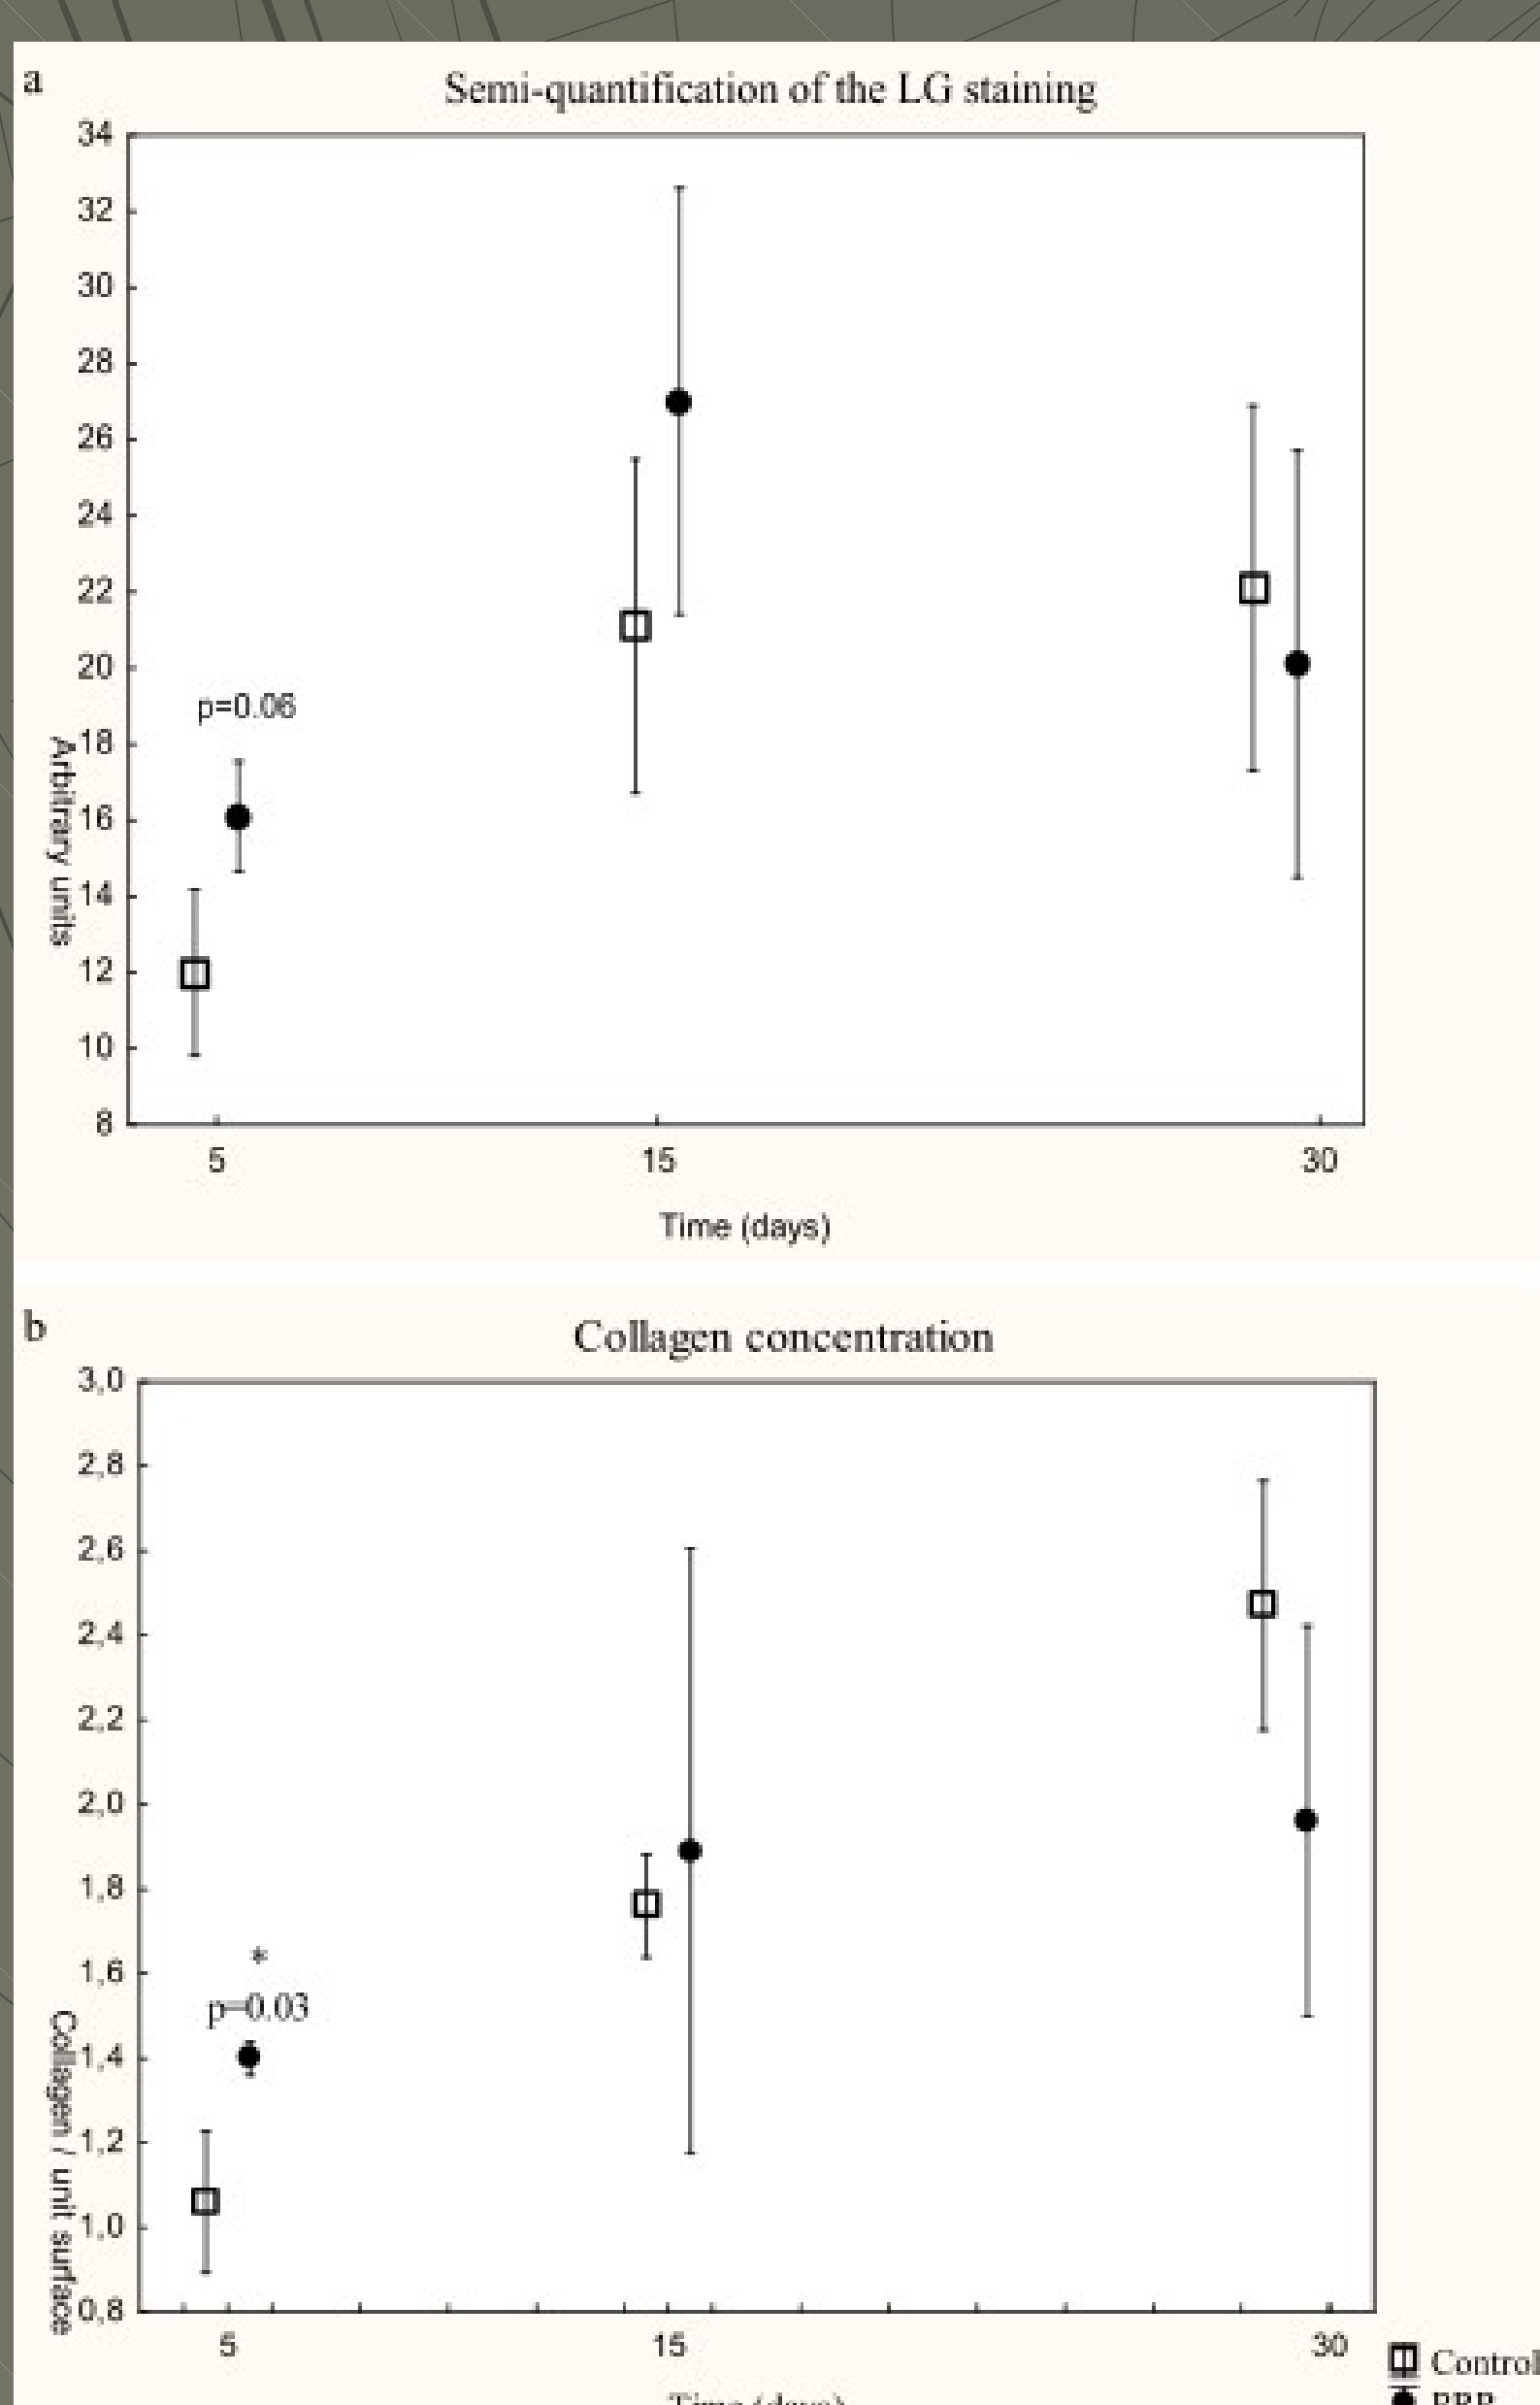 a
Semi-quantification of the LG staining
34
32
30
28
26
24
22
20
p=0.06
18
16
14
12
10
8
Arbitrary units
5 15 30
Time (days)
b
Collagen concentration
3,0
2,8
2,6
2,4
2,2
2,0
1,8
*
1,6
p=0.03
1,4
1,2
1,0
0,8
Collagen / unit surface
5 15 30
Control
Time (days)